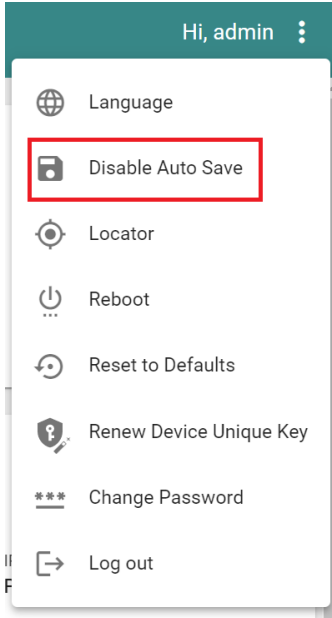 Hi, admin
Language
Disable Auto Save
Locator
Reboot
Reset to Defaults
Renew Device Unique Key
Change Password
Log out